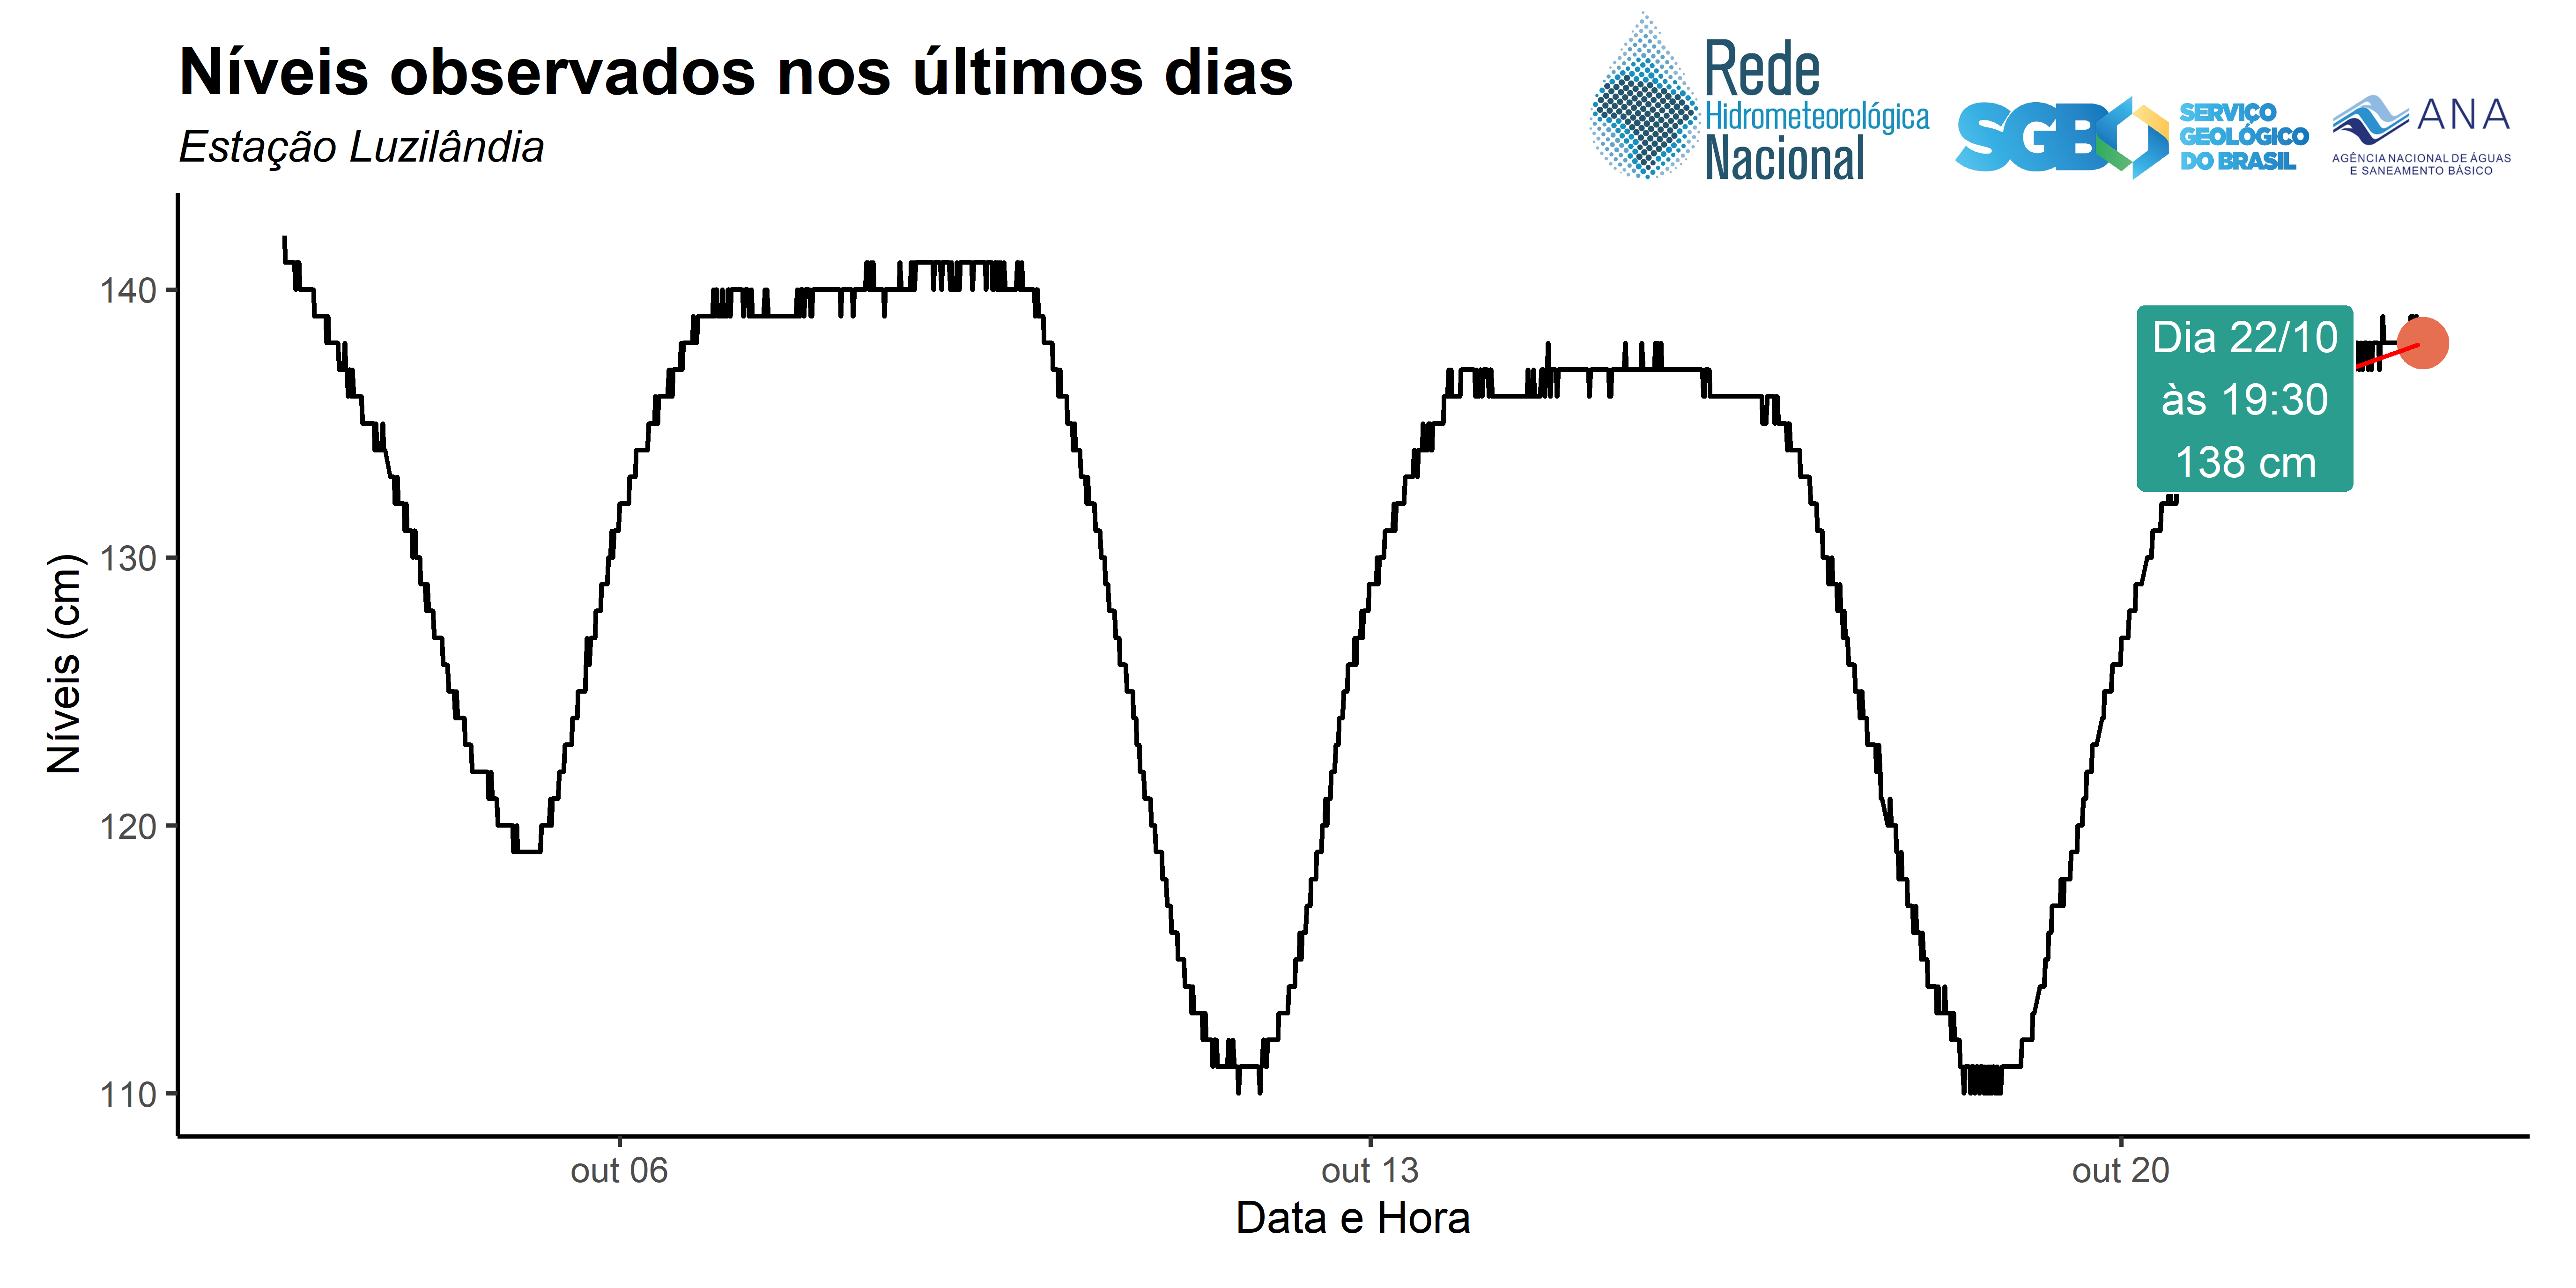 Níveis observados nos últimos dias
Estação Luzilândia
Rede
Hidrometeorológica
Nacional
SGB
SERVIÇO
GEOLÓGICO
DO BRASIL
ANA
AGÊNCIA NACIONAL DE ÁGUAS
E SANEAMENTO BÁSICO
Níveis (cm)
140
130
120
110
Dia 22/10
às 19:30
138 cm
out 06
out 13
out 20
Data e Hora